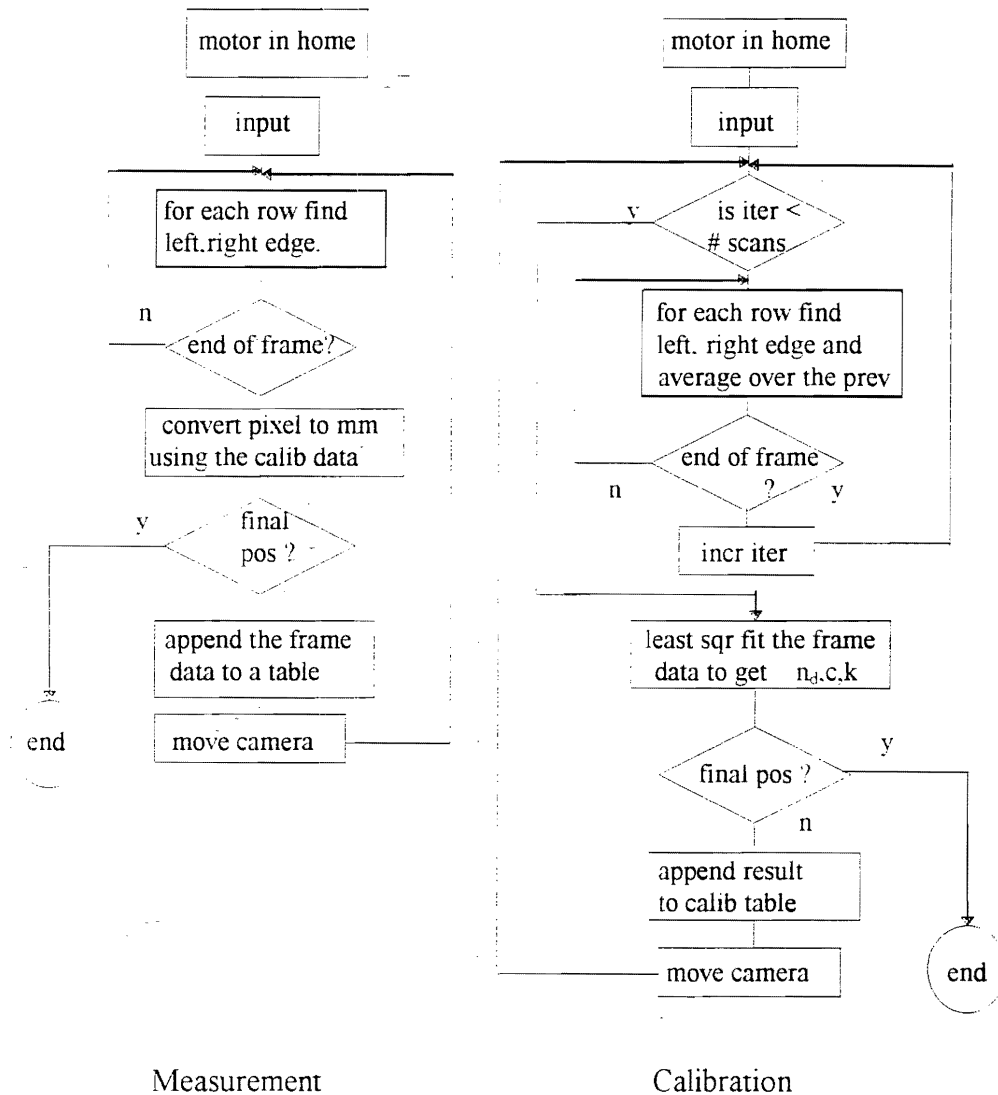 motor in home
input
for each row find
left.right edge.
n
end of frame?
convert pixel to mm
using the calib data
y
final
pos ?
append the frame
data to a table
move camera
end
Measurement
motor in home
input
y
is iter <
# scans
for each row find
left. right edge and
average over the prev
end of frame
?
n
y
incr iter
least sqr fit the frame
data to get n_d.c.k
final pos ?
y
n
append result
to calib table
move camera
end
Calibration